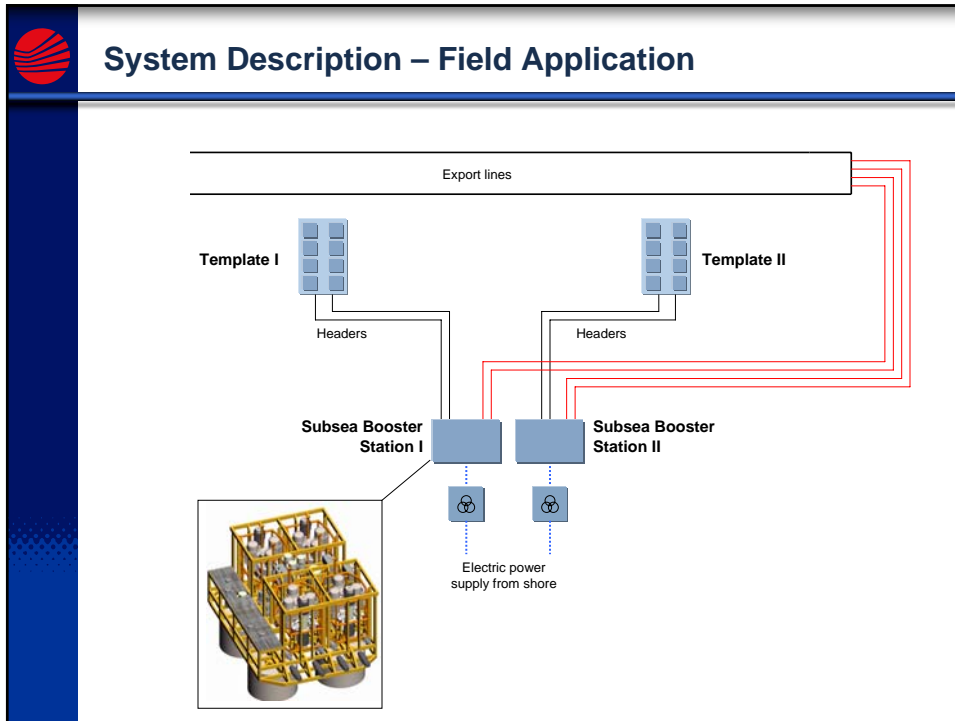 System Description – Field Application
Export lines
Template I
Template II
Headers
Headers
Subsea Booster
Station I
Subsea Booster
Station II
Electric power
supply from shore